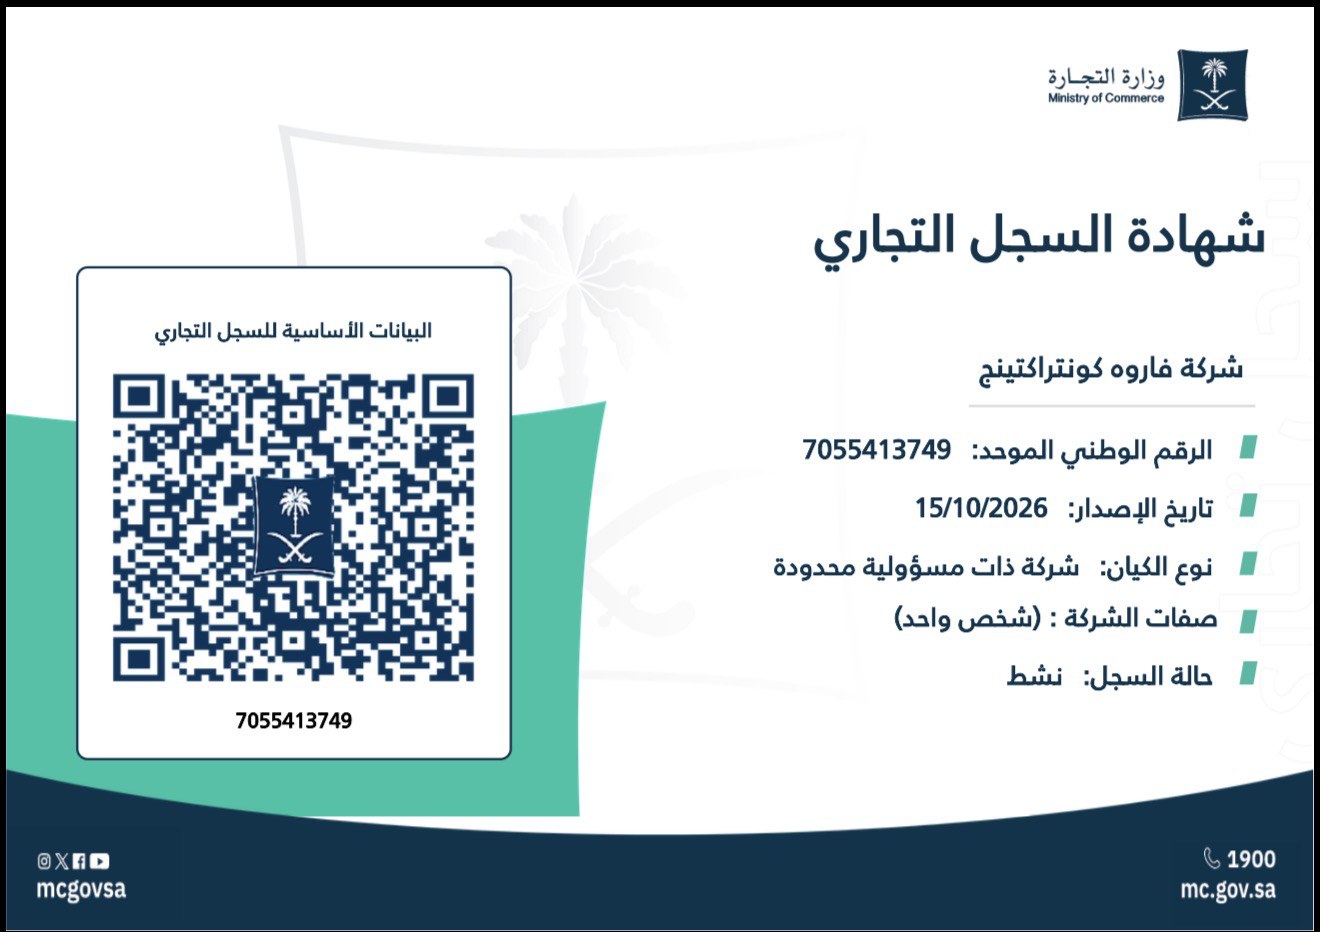 وزارة التجـارة
Ministry of Commerce
شهادة السجل التجاري
شركة فاروه كونتراكتينج
الرقم الوطني الموحد: 7055413749
تاريخ الإصدار: 15/10/2026
نوع الكيان: شركة ذات مسؤولية محدودة
صفات الشركة : (شخص واحد)
حالة السجل: نشط
البيانات الأساسية للسجل التجاري
7055413749
1900
mc.gov.sa
mcgovsa